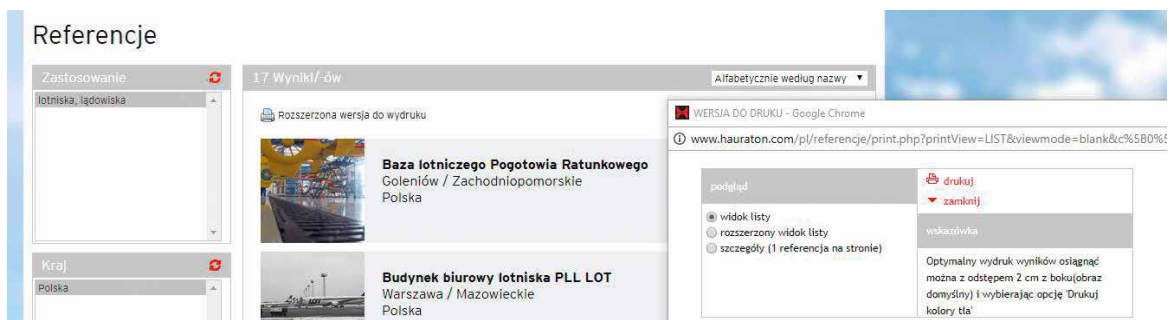 Referencje
Zastosowanie
lotniska, lądowiska
Kraj
Polska
17 Wyniki/-ów
Alfabetycznie według nazwy
Rozszerzona wersja do wydruku
Baza lotniczego Pogotowia Ratunkowego
Goleniów / Zachodniopomorskie
Polska
Budynek biurowy lotniska PLL LOT
Warszawa / Mazowieckie
Polska
WERSJA DO DRUKU - Google Chrome
www.hauraton.com/pl/referencje/print.php?printView=LIST&viewmode=blank&c%5B0%5
podgląd
widok listy
rozszerzony widok listy
szczegóły (1 referencja na stronie)
drukuj
zamknij
wskazówka
Optymalny wydruk wyników osiągnąć
można z odstępem 2 cm z boku(obraz
domyślny) i wybierając opcję 'Drukuj
kolory tła'